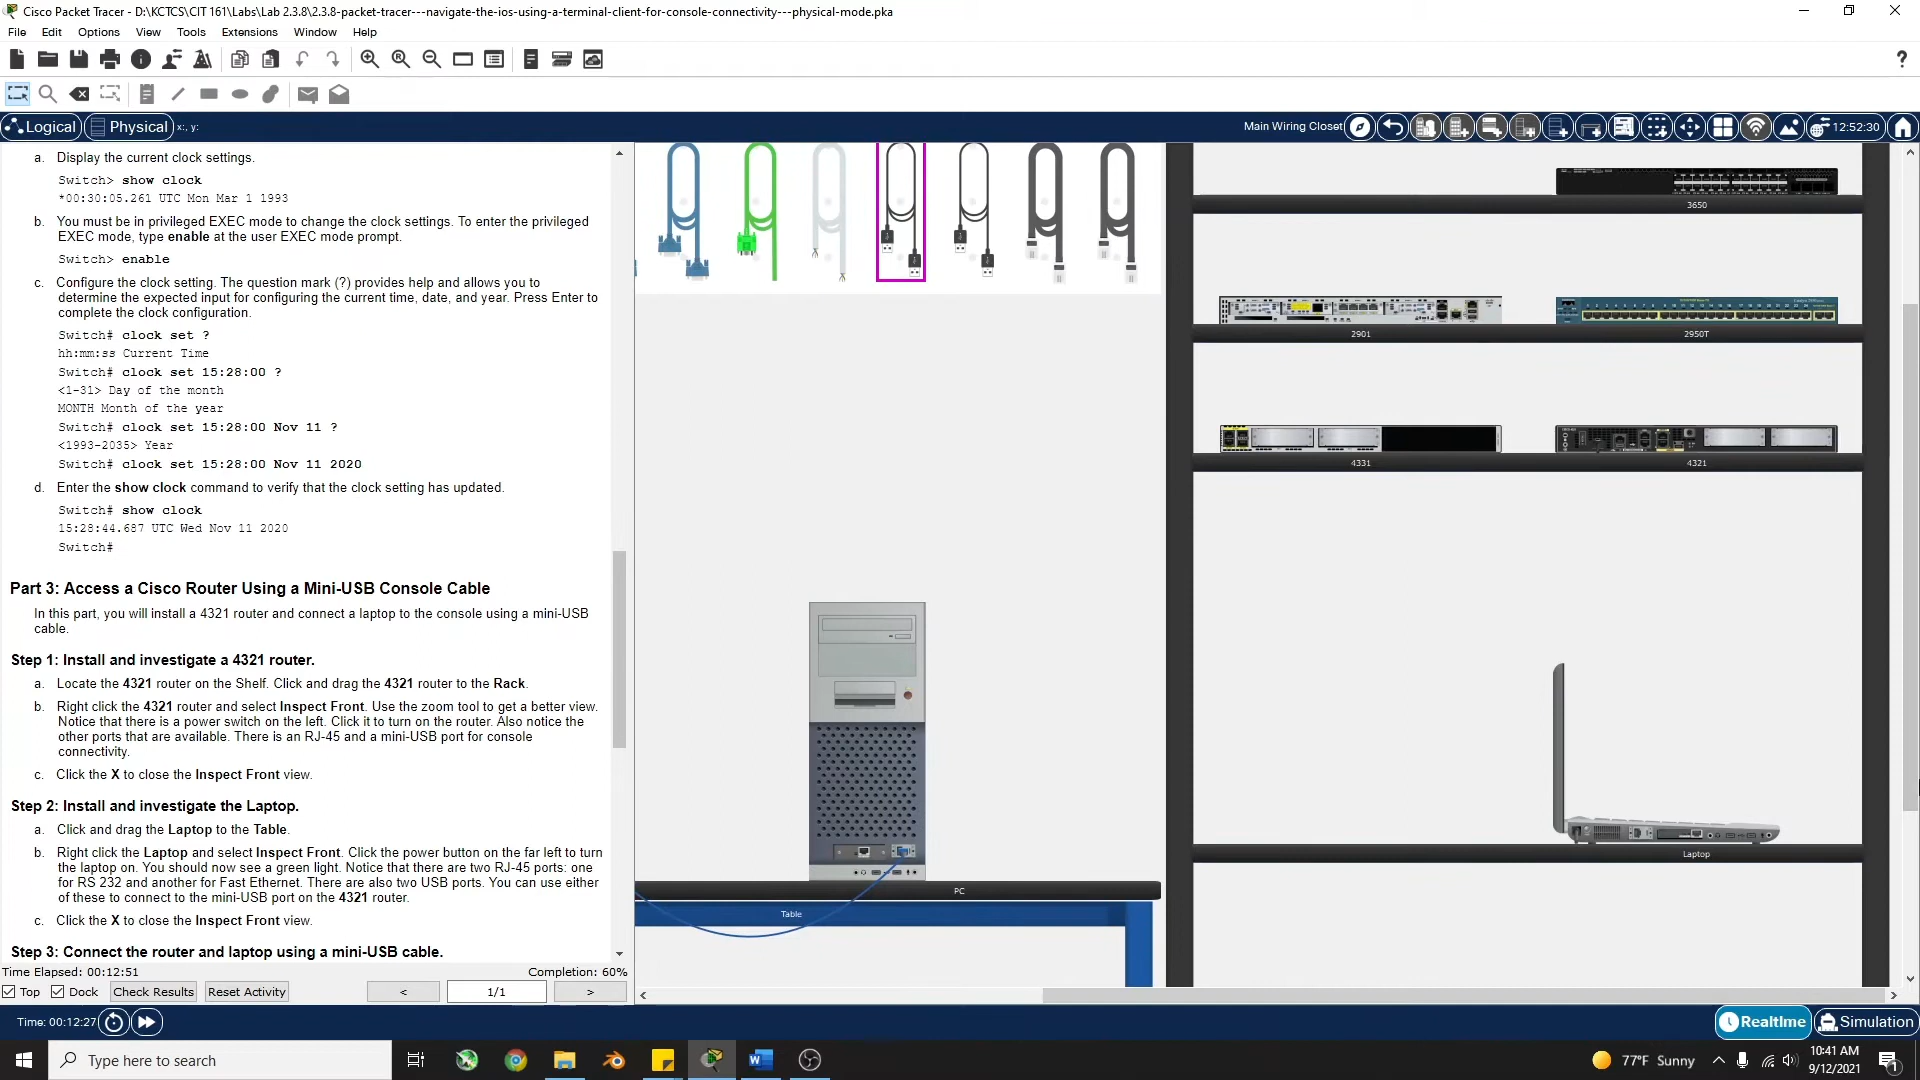 Cisco Packet Tracer - D:\KCTCS\CIT 161\Labs\Lab 2.3.8\2.3.8-packet-tracer---navigate-the-ios-using-a-terminal-client-for-console-connectivity---physical-mode.pka
File Edit Options View Tools Extensions Window Help
Logical Physical x:, y: Main Wiring Closet 12:52:30
a. Display the current clock settings.
Switch> show clock
*00:30:05.261 UTC Mon Mar 1 1993
b. You must be in privileged EXEC mode to change the clock settings. To enter the privileged
EXEC mode, type enable at the user EXEC mode prompt.
Switch> enable
c. Configure the clock setting. The question mark (?) provides help and allows you to
determine the expected input for configuring the current time, date, and year. Press Enter to
complete the clock configuration.
Switch# clock set ?
hh:mm:ss Current Time
Switch# clock set 15:28:00 ?
<1-31> Day of the month
MONTH Month of the year
Switch# clock set 15:28:00 Nov 11 ?
<1993-2035> Year
Switch# clock set 15:28:00 Nov 11 2020
d. Enter the show clock command to verify that the clock setting has updated.
Switch# show clock
15:28:44.687 UTC Wed Nov 11 2020
Switch#
Part 3: Access a Cisco Router Using a Mini-USB Console Cable
In this part, you will install a 4321 router and connect a laptop to the console using a mini-USB
cable.
Step 1: Install and investigate a 4321 router.
a. Locate the 4321 router on the Shelf. Click and drag the 4321 router to the Rack.
b. Right click the 4321 router and select Inspect Front. Use the zoom tool to get a better view.
Notice that there is a power switch on the left. Click it to turn on the router. Also notice the
other ports that are available. There is an RJ-45 and a mini-USB port for console
connectivity.
c. Click the X to close the Inspect Front view.
Step 2: Install and investigate the Laptop.
a. Click and drag the Laptop to the Table.
b. Right click the Laptop and select Inspect Front. Click the power button on the far left to turn
the laptop on. You should now see a green light. Notice that there are two RJ-45 ports: one
for RS 232 and another for Fast Ethernet. There are also two USB ports. You can use either
of these to connect to the mini-USB port on the 4321 router.
c. Click the X to close the Inspect Front view.
Step 3: Connect the router and laptop using a mini-USB cable.
Time Elapsed: 00:12:51 Completion: 60%
Top Dock Check Results Reset Activity < 1/1 >
3650
2901 2950T
4331 4321
Laptop
PC
Table
Time: 00:12:27 Realtime Simulation
Type here to search
77°F Sunny
10:41 AM
9/12/2021
1